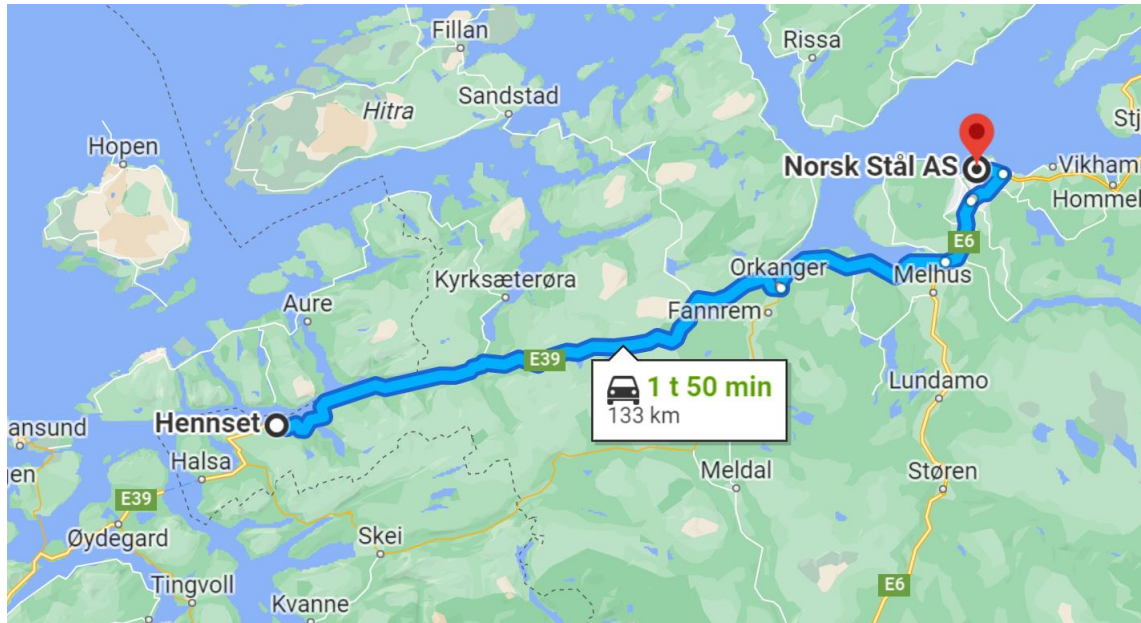 Fillan
Rissa
Sandstad
Hitra
Stj
Hopen
Norsk Stål AS
Vikham
Hommel
E6
Orkanger
Melhus
Kyrksæterøra
Aure
Fannrem
E39
1 t 50 min
133 km
Lundamo
Hennset
ansund
Halsa
gen
Meldal
Støren
E39
Øydegard
Skei
E6
Tingvoll
Kvanne